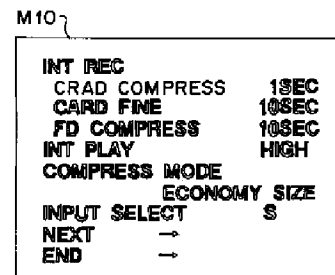 M10
INT REC
CRAD COMPRESS 1SEC
CARD FINE 10SEC
FD COMPRESS 10SEC
INT PLAY HIGH
COMPRESS MODE
ECONOMY SIZE
INPUT SELECT S
NEXT →
END →